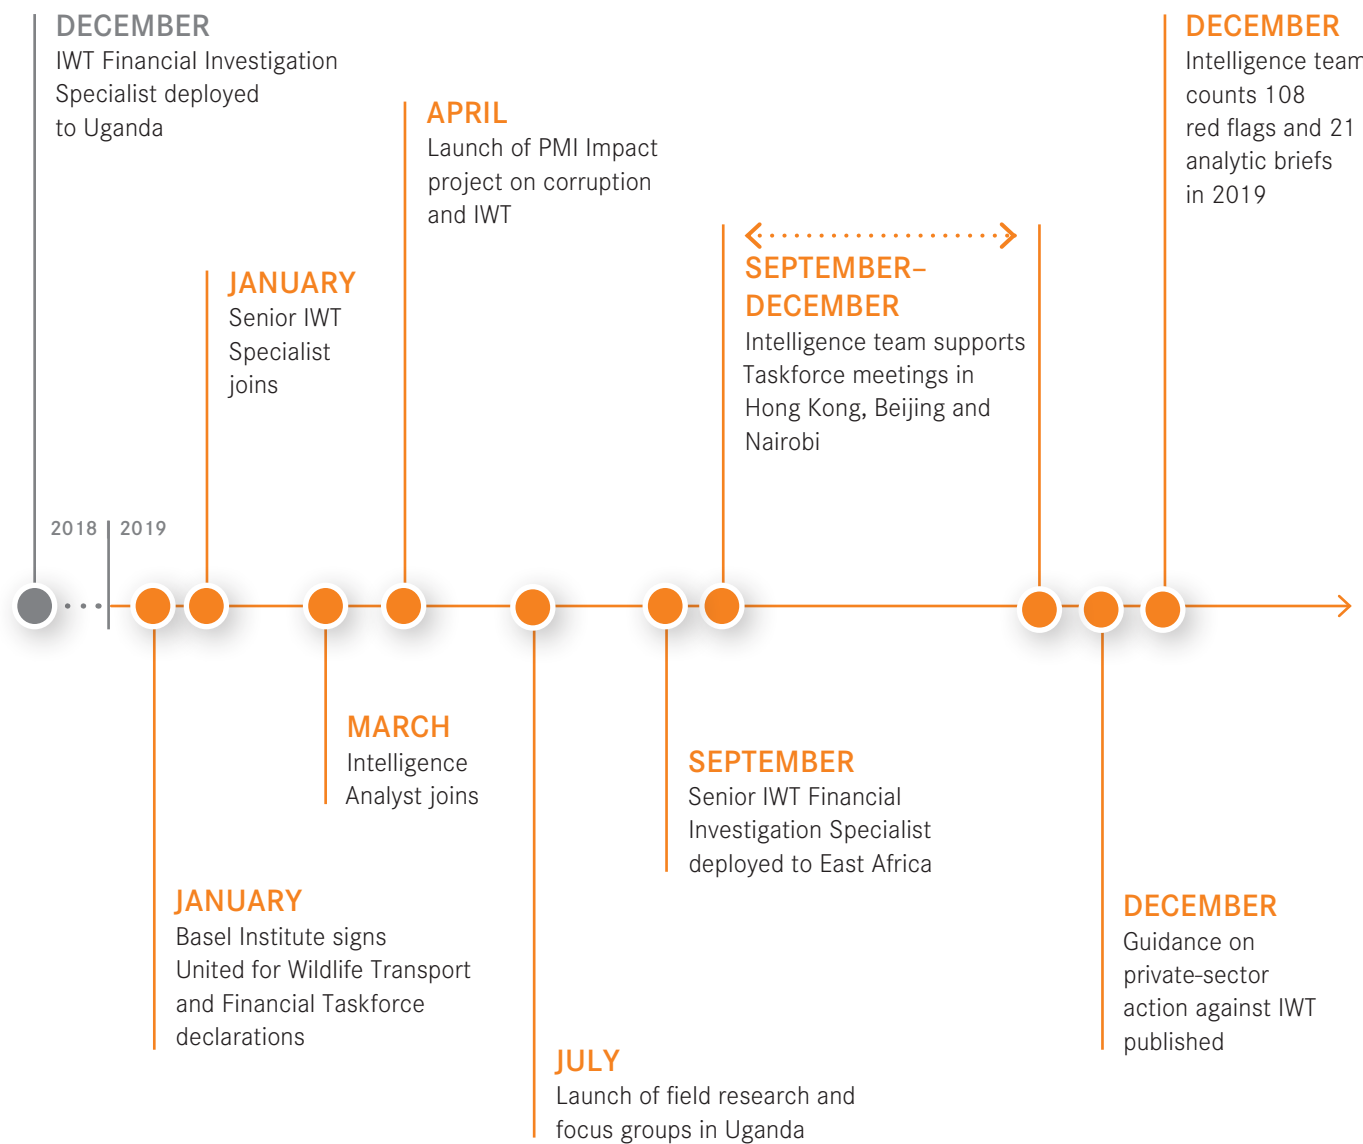 DECEMBER
IWT Financial Investigation
Specialist deployed
to Uganda
2018
2019
JANUARY
Basel Institute signs
United for Wildlife Transport
and Financial Taskforce
declarations
JANUARY
Senior IWT
Specialist
joins
MARCH
Intelligence
Analyst joins
APRIL
Launch of PMI Impact
project on corruption
and IWT
JULY
Launch of field research and
focus groups in Uganda
SEPTEMBER
Senior IWT Financial
Investigation Specialist
deployed to East Africa
SEPTEMBER–
DECEMBER
Intelligence team supports
Taskforce meetings in
Hong Kong, Beijing and
Nairobi
DECEMBER
Guidance on
private-sector
action against IWT
published
DECEMBER
Intelligence team
counts 108
red flags and 21
analytic briefs
in 2019